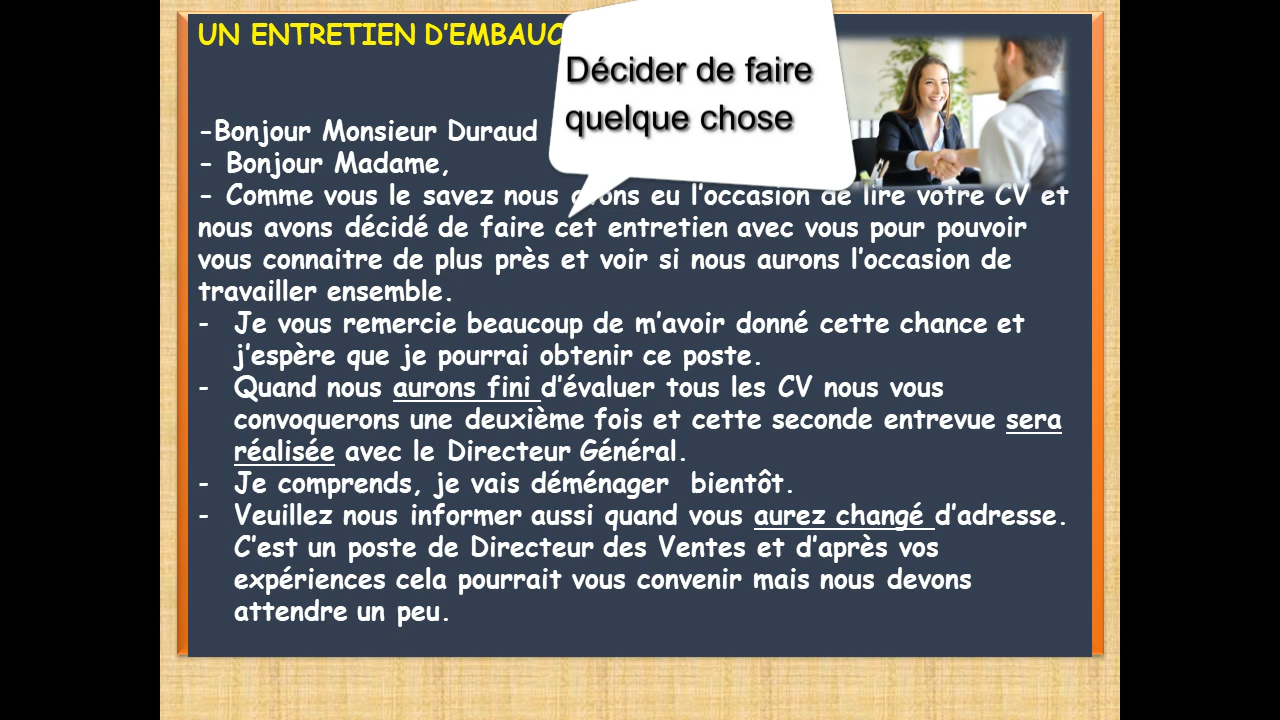 UN ENTRETIEN D'EMBAUC
Décider de faire
quelque chose
-Bonjour Monsieur Duraud
- Bonjour Madame,
- Comme vous le savez nous avons eu l'occasion de lire votre CV et
nous avons décidé de faire cet entretien avec vous pour pouvoir
vous connaitre de plus près et voir si nous aurons l'occasion de
travailler ensemble.
- Je vous remercie beaucoup de m'avoir donné cette chance et
j'espère que je pourrai obtenir ce poste.
- Quand nous aurons fini d'évaluer tous les CV nous vous
convoquerons une deuxième fois et cette seconde entrevue sera
réalisée avec le Directeur Général.
- Je comprends, je vais déménager bientôt.
- Veuillez nous informer aussi quand vous aurez changé d'adresse.
C'est un poste de Directeur des Ventes et d'après vos
expériences cela pourrait vous convenir mais nous devons
attendre un peu.